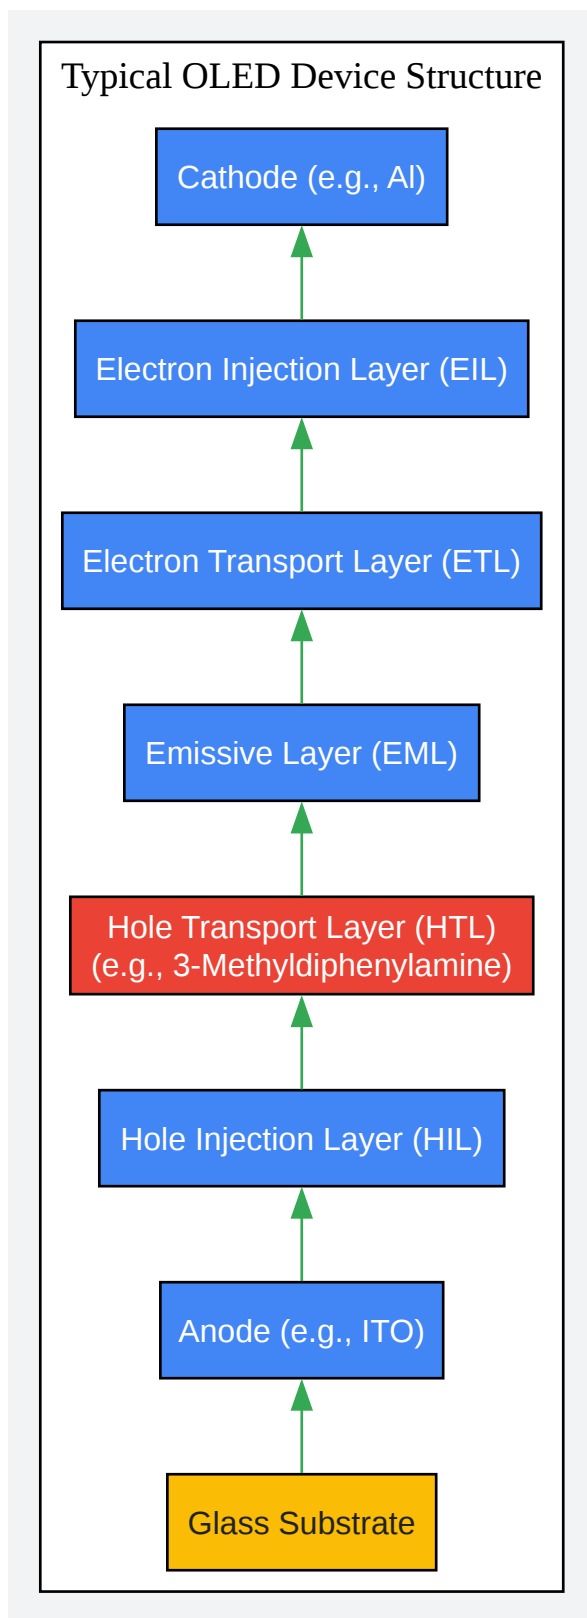 Typical OLED Device Structure
Cathode (e.g., Al)
Electron Injection Layer (EIL)
Electron Transport Layer (ETL)
Emissive Layer (EML)
Hole Transport Layer (HTL)
(e.g., 3-Methyldiphenylamine)
Hole Injection Layer (HIL)
Anode (e.g., ITO)
Glass Substrate